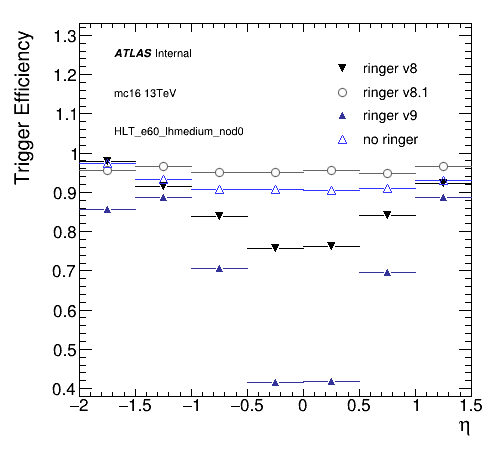 Trigger Efficiency
1.3
1.2
1.1
1
0.9
0.8
0.7
0.6
0.5
0.4
ATLAS Internal
mc16 13TeV
HLT_e60_lhmedium_nod0
ringer v8
ringer v8.1
ringer v9
no ringer
−2 −1.5 −1 −0.5 0 0.5 1 1.5
η